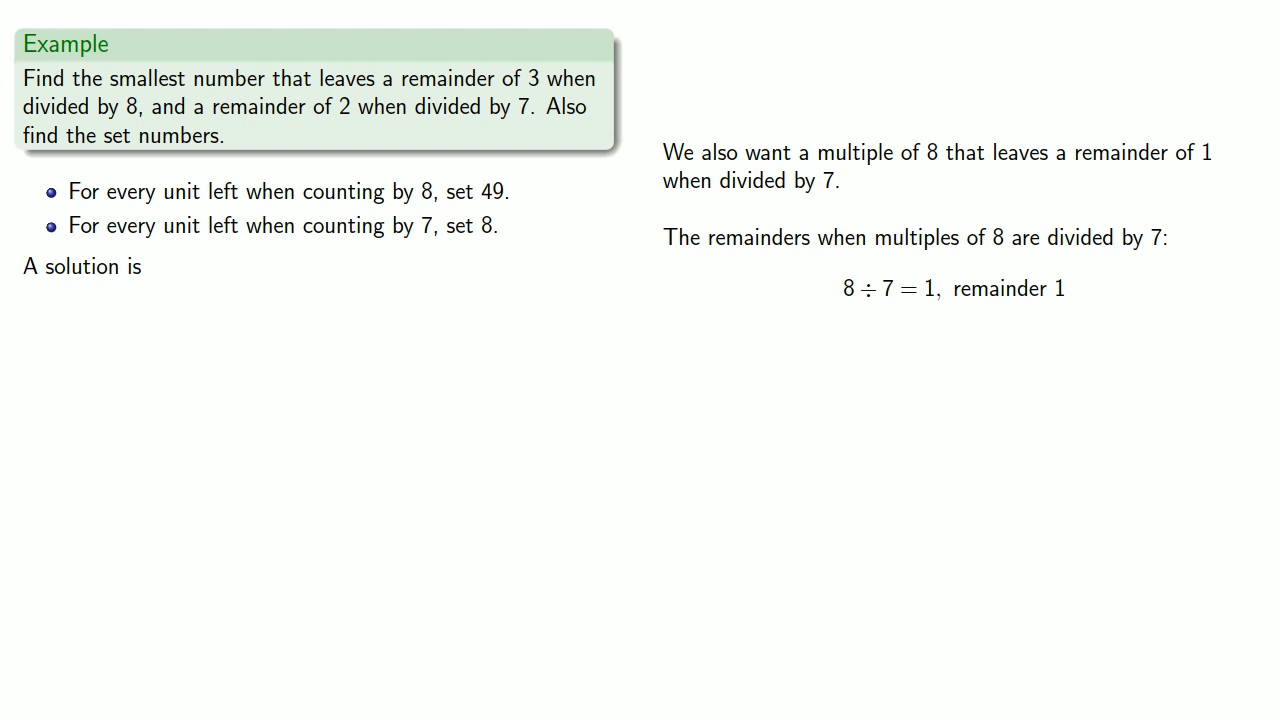 Example
Find the smallest number that leaves a remainder of 3 when
divided by 8, and a remainder of 2 when divided by 7. Also
find the set numbers.
For every unit left when counting by 8, set 49.
For every unit left when counting by 7, set 8.
A solution is
We also want a multiple of 8 that leaves a remainder of 1
when divided by 7.
The remainders when multiples of 8 are divided by 7:
8 ÷ 7 = 1, remainder 1